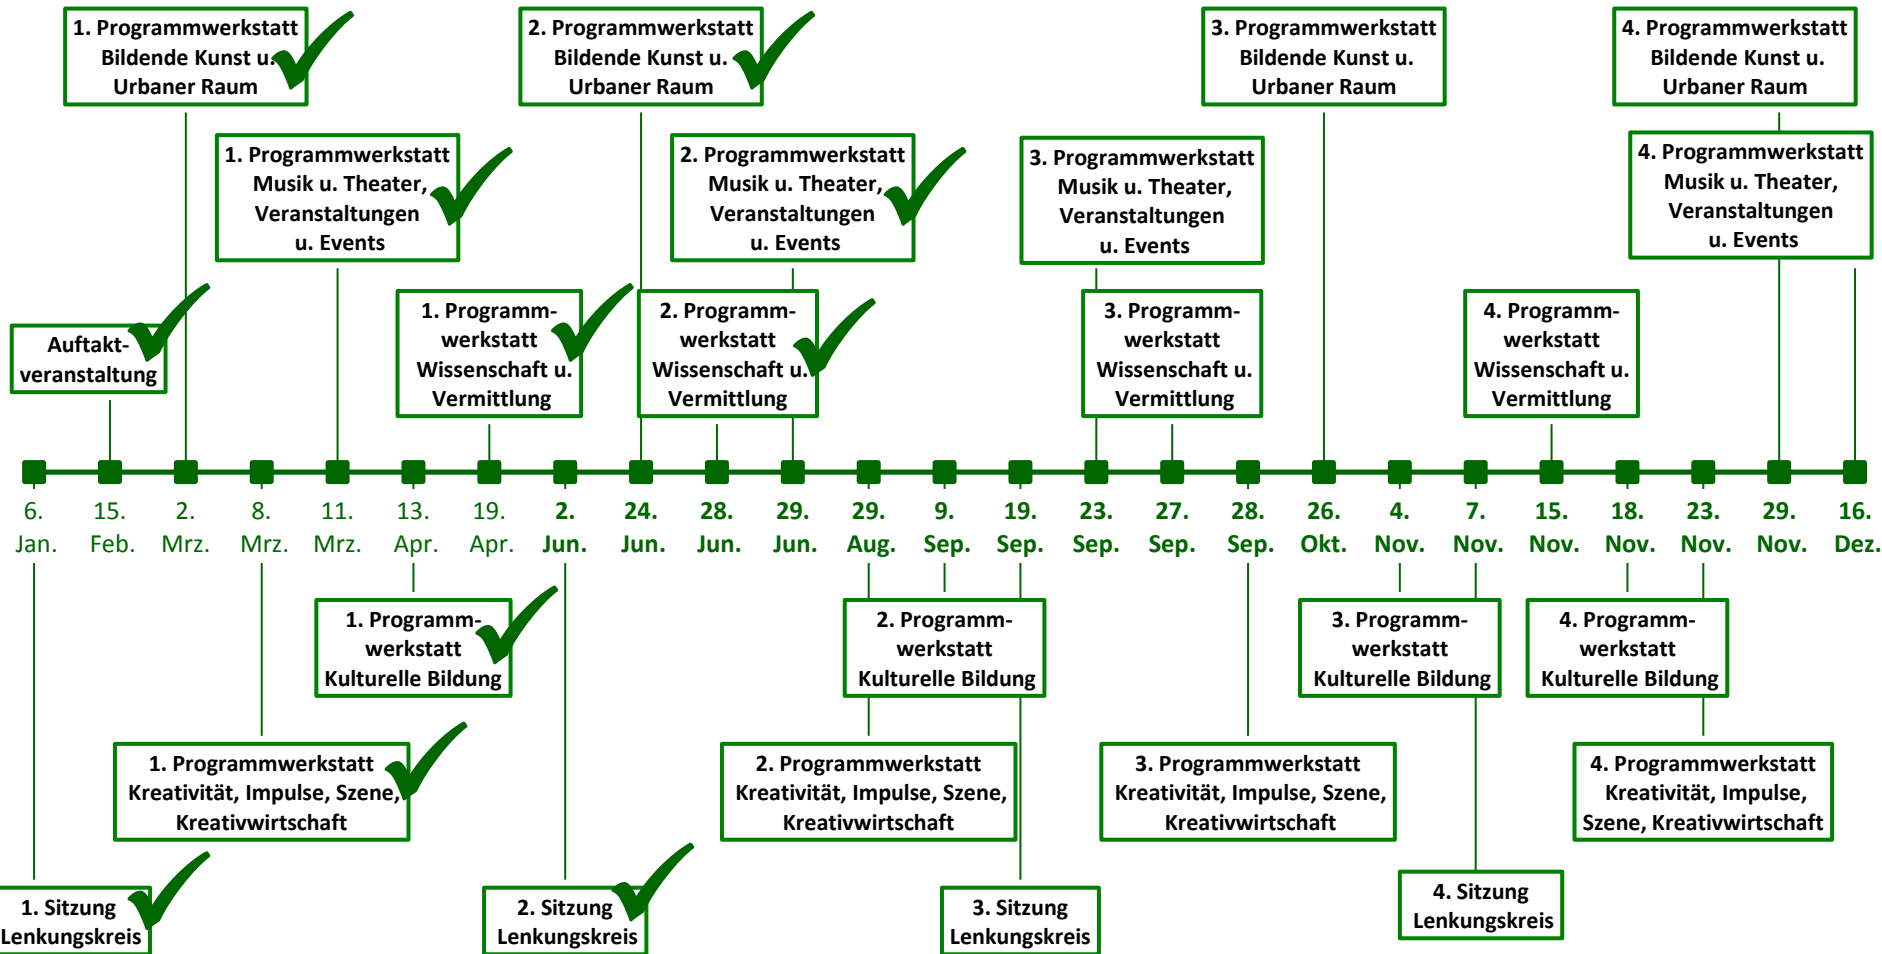 1. Programmwerkstatt
Bildende Kunst u.
Urbaner Raum
2. Programmwerkstatt
Bildende Kunst u.
Urbaner Raum
3. Programmwerkstatt
Bildende Kunst u.
Urbaner Raum
4. Programmwerkstatt
Bildende Kunst u.
Urbaner Raum
1. Programmwerkstatt
Musik u. Theater,
Veranstaltungen
u. Events
2. Programmwerkstatt
Musik u. Theater,
Veranstaltungen
u. Events
3. Programmwerkstatt
Musik u. Theater,
Veranstaltungen
u. Events
4. Programmwerkstatt
Musik u. Theater,
Veranstaltungen
u. Events
Auftakt-
veranstaltung
1. Programm-
werkstatt
Wissenschaft u.
Vermittlung
2. Programm-
werkstatt
Wissenschaft u.
Vermittlung
3. Programm-
werkstatt
Wissenschaft u.
Vermittlung
4. Programm-
werkstatt
Wissenschaft u.
Vermittlung
6. 15. 2. 8. 11. 13. 19. 2. 24. 28. 29. 29. 9. 19. 23. 27. 28. 26. 4. 7. 15. 18. 23. 29. 16.
Jan. Feb. Mrz. Mrz. Mrz. Apr. Apr. Jun. Jun. Jun. Jun. Aug. Sep. Sep. Sep. Sep. Sep. Okt. Nov. Nov. Nov. Nov. Nov. Nov. Dez.
1. Programm-
werkstatt
Kulturelle Bildung
2. Programm-
werkstatt
Kulturelle Bildung
3. Programm-
werkstatt
Kulturelle Bildung
4. Programm-
werkstatt
Kulturelle Bildung
1. Programmwerkstatt
Kreativität, Impulse, Szene,
Kreativwirtschaft
2. Programmwerkstatt
Kreativität, Impulse, Szene,
Kreativwirtschaft
3. Programmwerkstatt
Kreativität, Impulse, Szene,
Kreativwirtschaft
4. Programmwerkstatt
Kreativität, Impulse,
Szene, Kreativwirtschaft
1. Sitzung
Lenkungskreis
2. Sitzung
Lenkungskreis
3. Sitzung
Lenkungskreis
4. Sitzung
Lenkungskreis